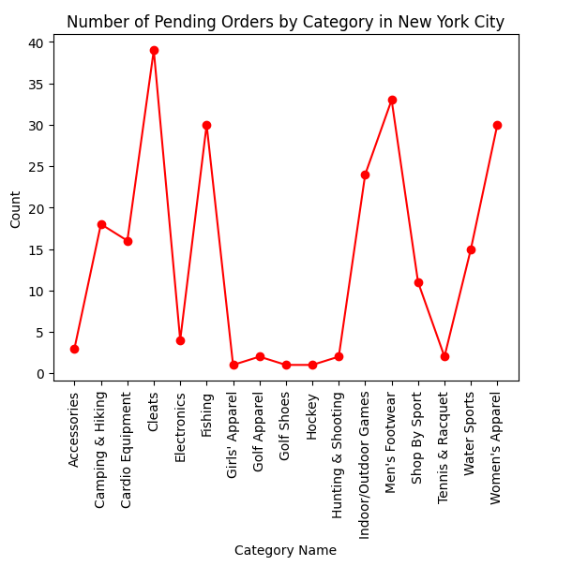 Number of Pending Orders by Category in New York City
40
35
30
25
20
15
10
5
0
Count
Accessories
Camping & Hiking
Cardio Equipment
Cleats
Electronics
Fishing
Girls' Apparel
Golf Apparel
Golf Shoes
Hockey
Hunting & Shooting
Indoor/Outdoor Games
Men's Footwear
Shop By Sport
Tennis & Racquet
Water Sports
Women's Apparel
Category Name